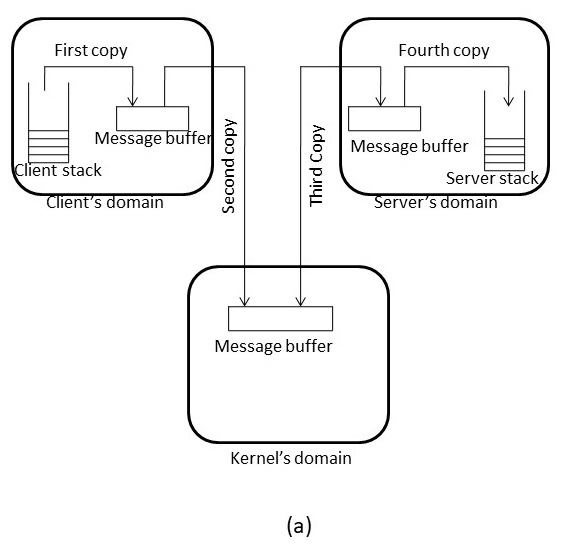 First copy
Fourth copy
Message buffer
Message buffer
Second copy
Third Copy
Client stack
Server stack
Client's domain
Server's domain
Message buffer
Kernel's domain
(a)